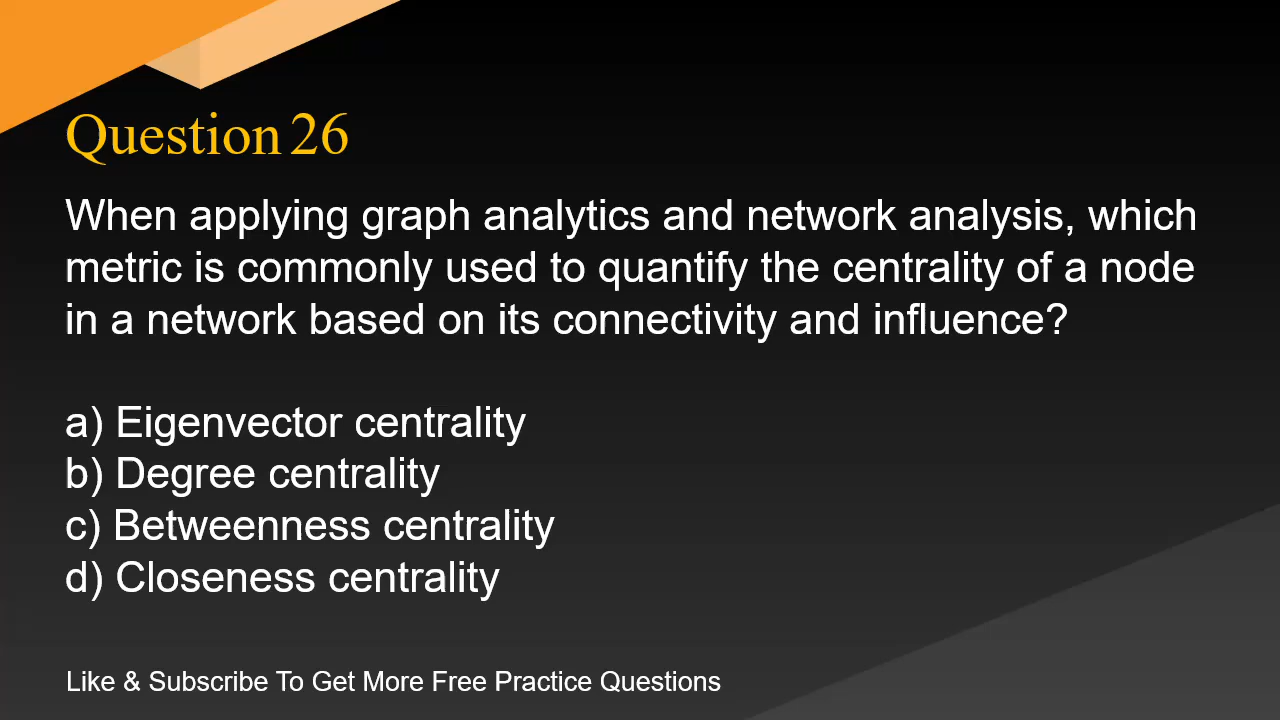 Question 26
When applying graph analytics and network analysis, which
metric is commonly used to quantify the centrality of a node
in a network based on its connectivity and influence?
a) Eigenvector centrality
b) Degree centrality
c) Betweenness centrality
d) Closeness centrality
Like & Subscribe To Get More Free Practice Questions